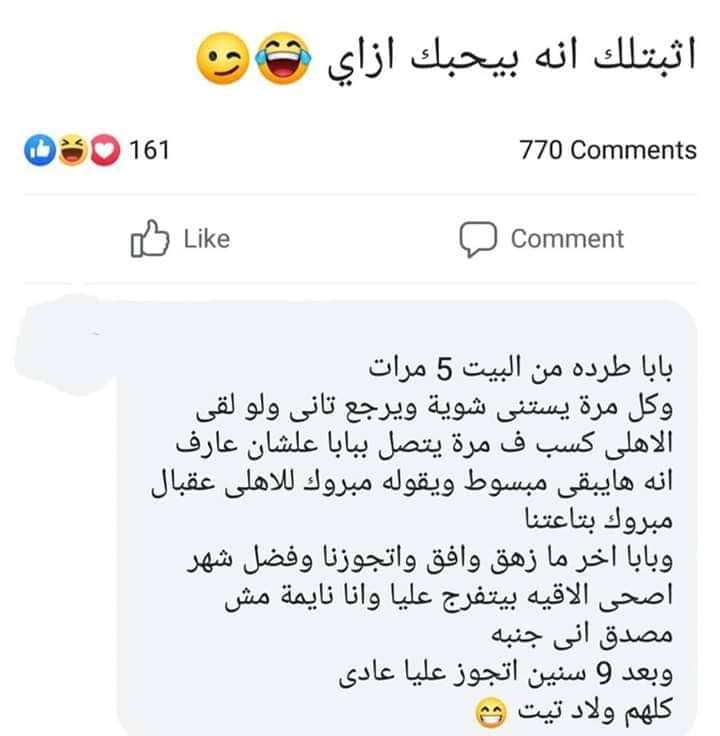 اثبتلك انه بيحبك ازاي 😂😉
161
770 Comments
Like
Comment
بابا طرده من البيت 5 مرات
وكل مرة يستنى شوية ويرجع تانى ولو لقى
الاهلى كسب ف مرة يتصل ببابا علشان عارف
انه هايبقى مبسوط ويقوله مبروك للاهلى عقبال
مبروك بتاعتنا
وبابا اخر ما زهق وافق واتجوزنا وفضل شهر
اصحى الاقيه بيتفرج عليا وانا نايمة مش
مصدق انى جنبه
وبعد 9 سنين اتجوز عليا عادى
كلهم ولاد تيت 😁